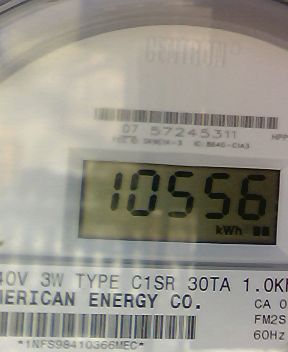 CENTRON
07 57245311
10556
kWh
40V 3W TYPE C1SR 30TA 1.0K
MERICAN ENERGY CO.
CA 0
FM2S
60Hz
*1NFS98410366MEC*